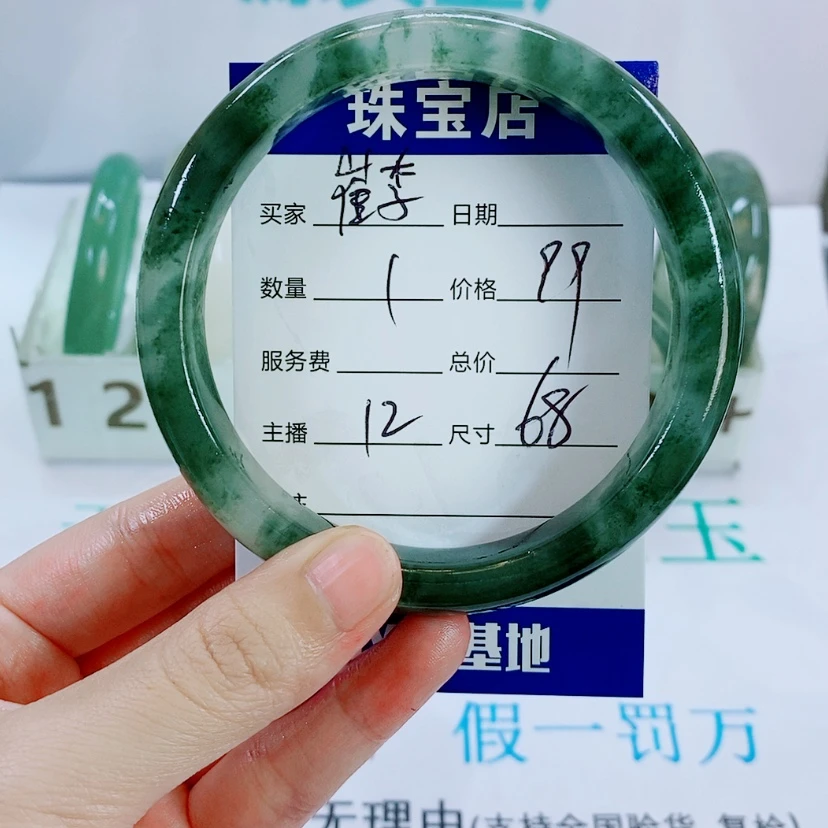 珠宝店
买家 崔李 日期
数量 1 价格 99
服务费 总价
主播 12 尺寸 68
基地
12
玉
假一罚万
无理由(支持全国验货 复检)